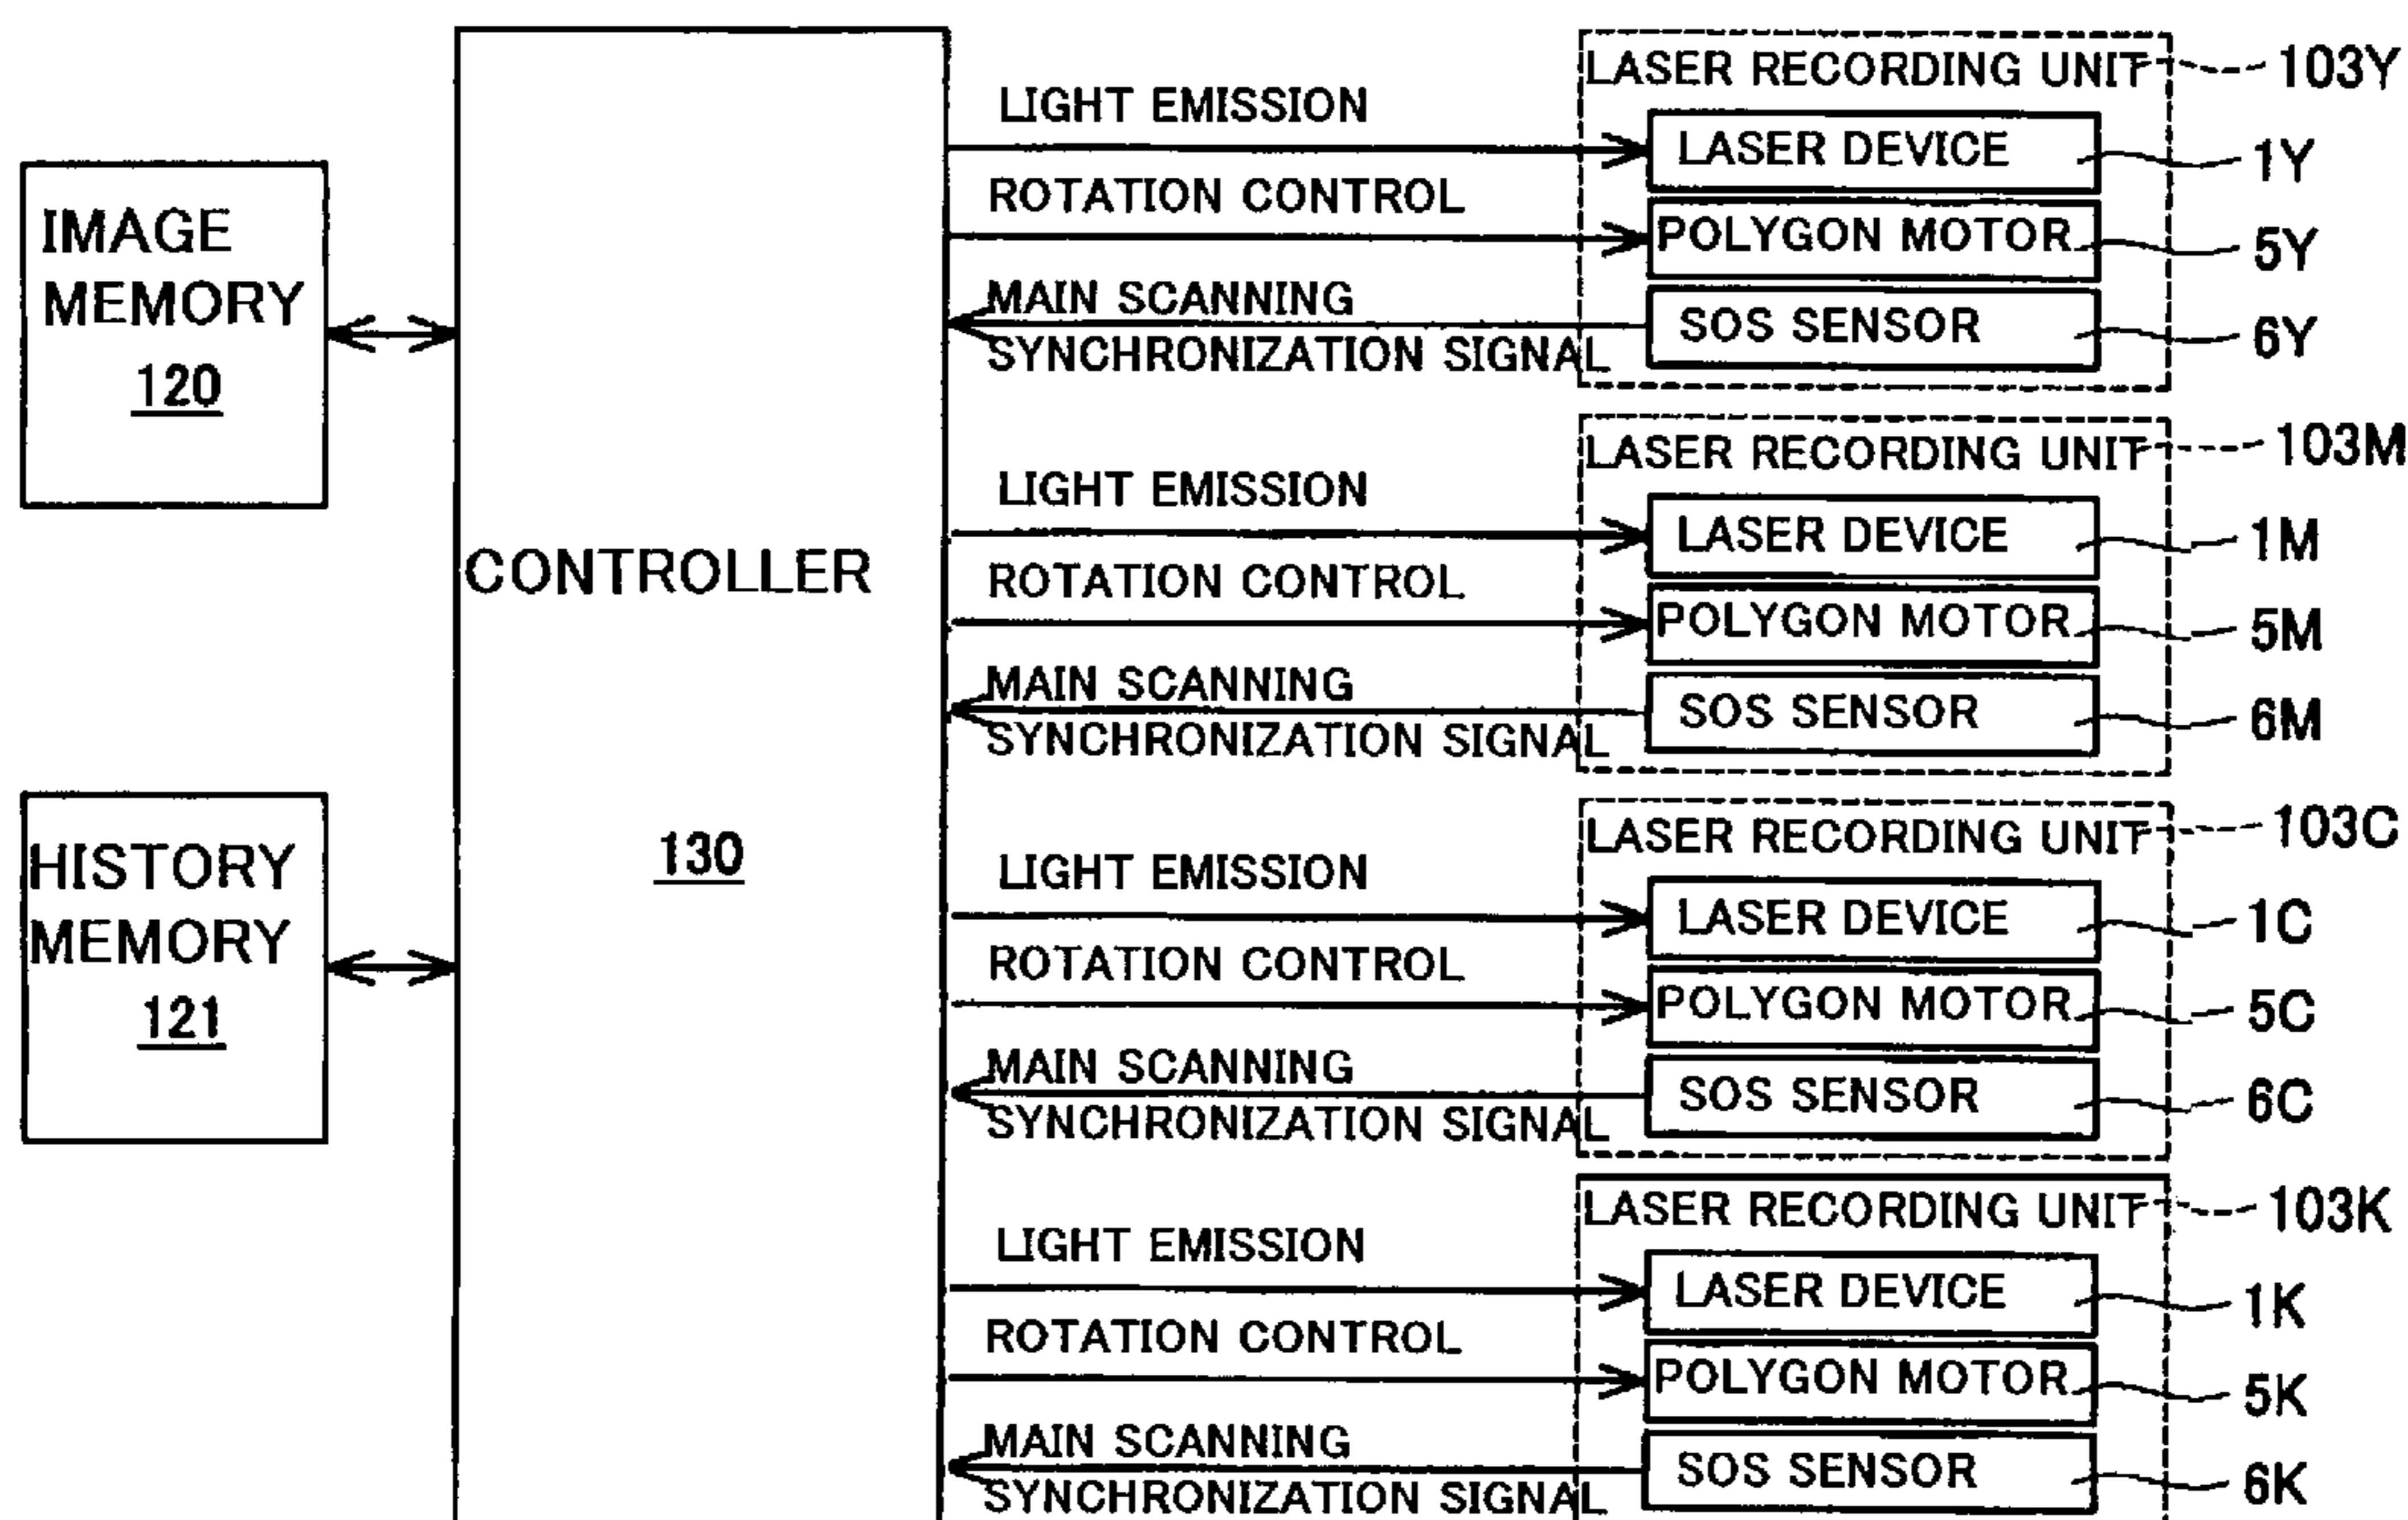 IMAGE
MEMORY
120
HISTORY
MEMORY
121
CONTROLLER
130
LIGHT EMISSION
ROTATION CONTROL
MAIN SCANNING
SYNCHRONIZATION SIGNAL
LASER RECORDING UNIT
103Y
LASER DEVICE
1Y
POLYGON MOTOR
5Y
SOS SENSOR
6Y
LIGHT EMISSION
ROTATION CONTROL
MAIN SCANNING
SYNCHRONIZATION SIGNAL
LASER RECORDING UNIT
103M
LASER DEVICE
1M
POLYGON MOTOR
5M
SOS SENSOR
6M
LIGHT EMISSION
ROTATION CONTROL
MAIN SCANNING
SYNCHRONIZATION SIGNAL
LASER RECORDING UNIT
103C
LASER DEVICE
1C
POLYGON MOTOR
5C
SOS SENSOR
6C
LIGHT EMISSION
ROTATION CONTROL
MAIN SCANNING
SYNCHRONIZATION SIGNAL
LASER RECORDING UNIT
103K
LASER DEVICE
1K
POLYGON MOTOR
5K
SOS SENSOR
6K